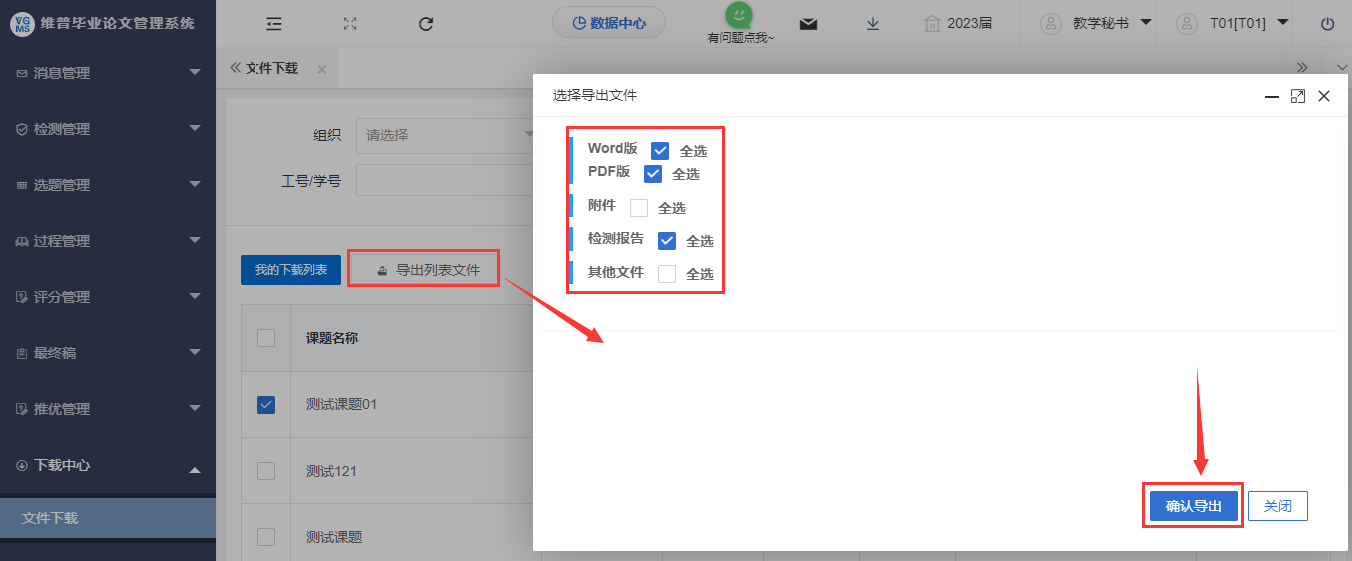 VG MS 维普毕业论文管理系统
数据中心
有问题点我~
2023届
教学秘书
T01[T01]
消息管理
检测管理
选题管理
过程管理
评分管理
最终稿
推优管理
下载中心
文件下载
文件下载
组织 请选择
工号/学号
我的下载列表 导出列表文件
课题名称
测试课题01
测试121
测试课题
选择导出文件
Word版 全选
PDF版 全选
附件 全选
检测报告 全选
其他文件 全选
确认导出 关闭